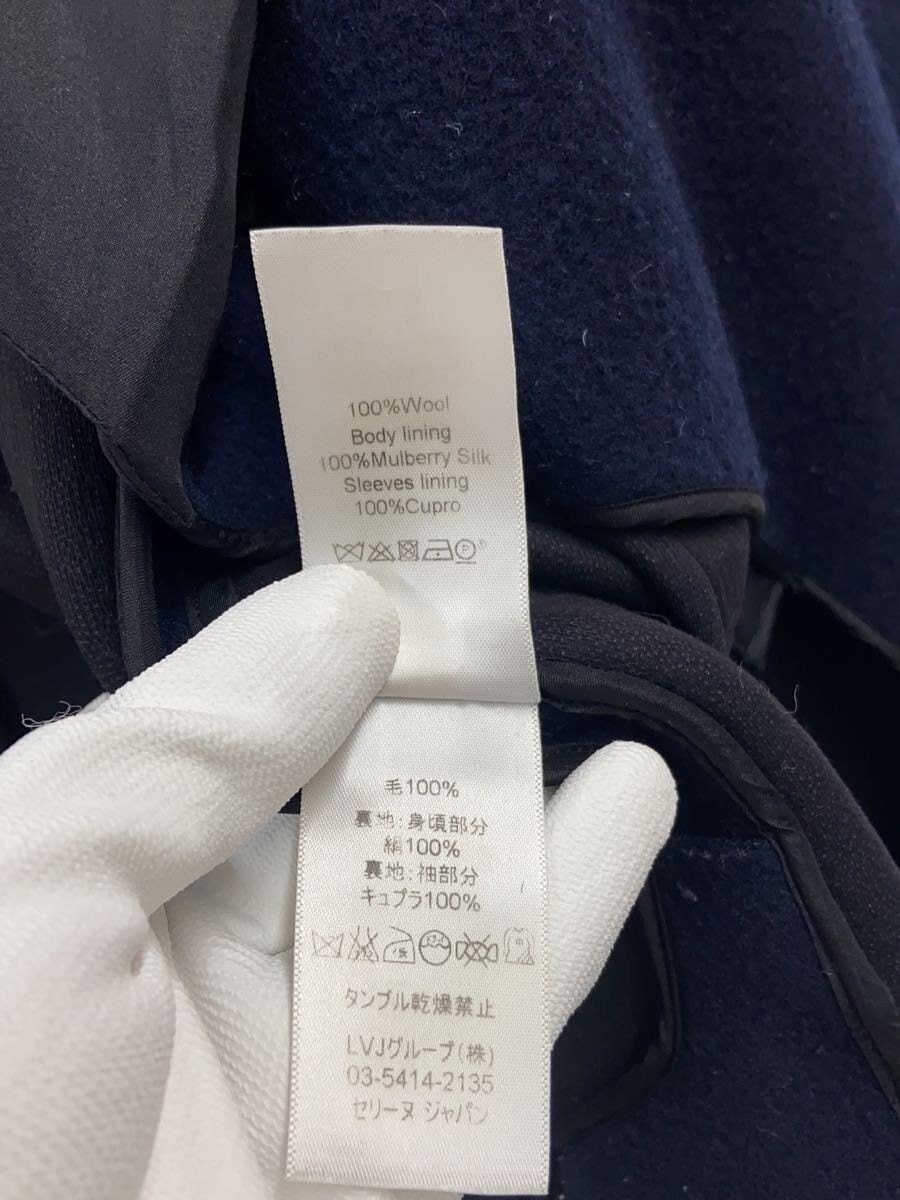 100%Wool
Body lining
100%Mulberry Silk
Sleeves lining
100%Cupro
P
毛100%
裏地:身頃部分
絹100%
裏地:袖部分
キュプラ100%
タンブル乾燥禁止
LVJグループ(株)
03-5414-2135
セリーヌ ジャパン